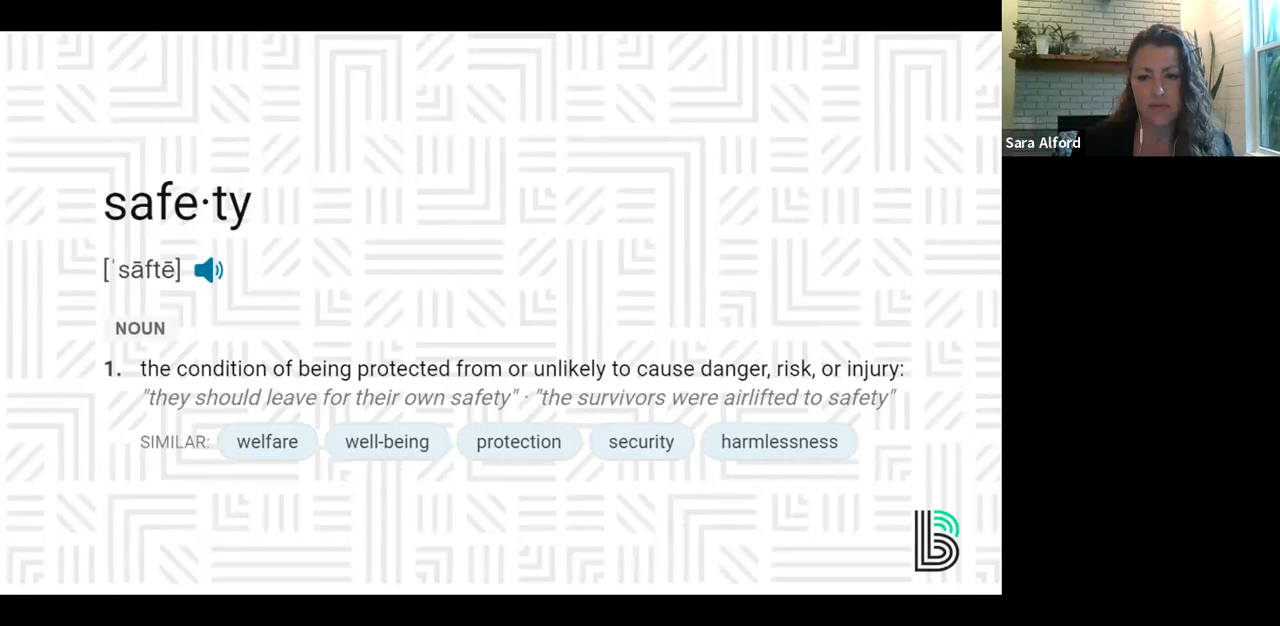 safe·ty
[ˈsāftē]
NOUN
1. the condition of being protected from or unlikely to cause danger, risk, or injury:
"they should leave for their own safety" · "the survivors were airlifted to safety"
SIMILAR: welfare well-being protection security harmlessness
b
Sara Alford